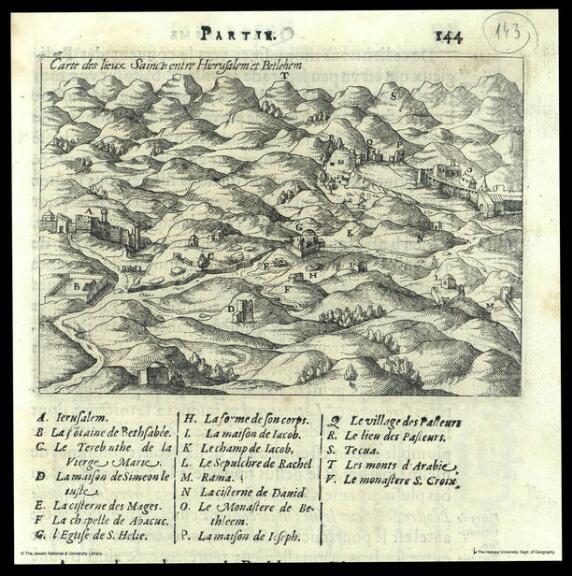 PARTIE.
144
143
Carte des lieux Saincts entre Hierusalem et Bethlehem
T
S
R
Q
P
O
A
G
K
N
I
E
H
F
L
B
D
M
A. Ierusalem.
B La fõtaine de Bethsabée.
C. Le Terebinthe de la
Vierge Marie.
D La maison de Simeon le
iuste
E. La cisterne des Mages.
F La chapelle de Abacuc.
G. l'Eglise de S. Helie.
H. La forme de son corps.
I. La maison de Iacob.
K Le champ de Iacob.
L. Le Sepulchre de Rachel
M. Rama.
N La cisterne de Dauid
O. Le Monastere de Be-
thleem.
P. La maison de Ioseph.
Q Le village des Pasteurs
R. Le lieu des Pasteurs.
S. Tecua.
T Les monts d'Arabie
V. Le monastere S. Croix
© The Jewish National & University Library
The Hebrew University, Dept. of Geography